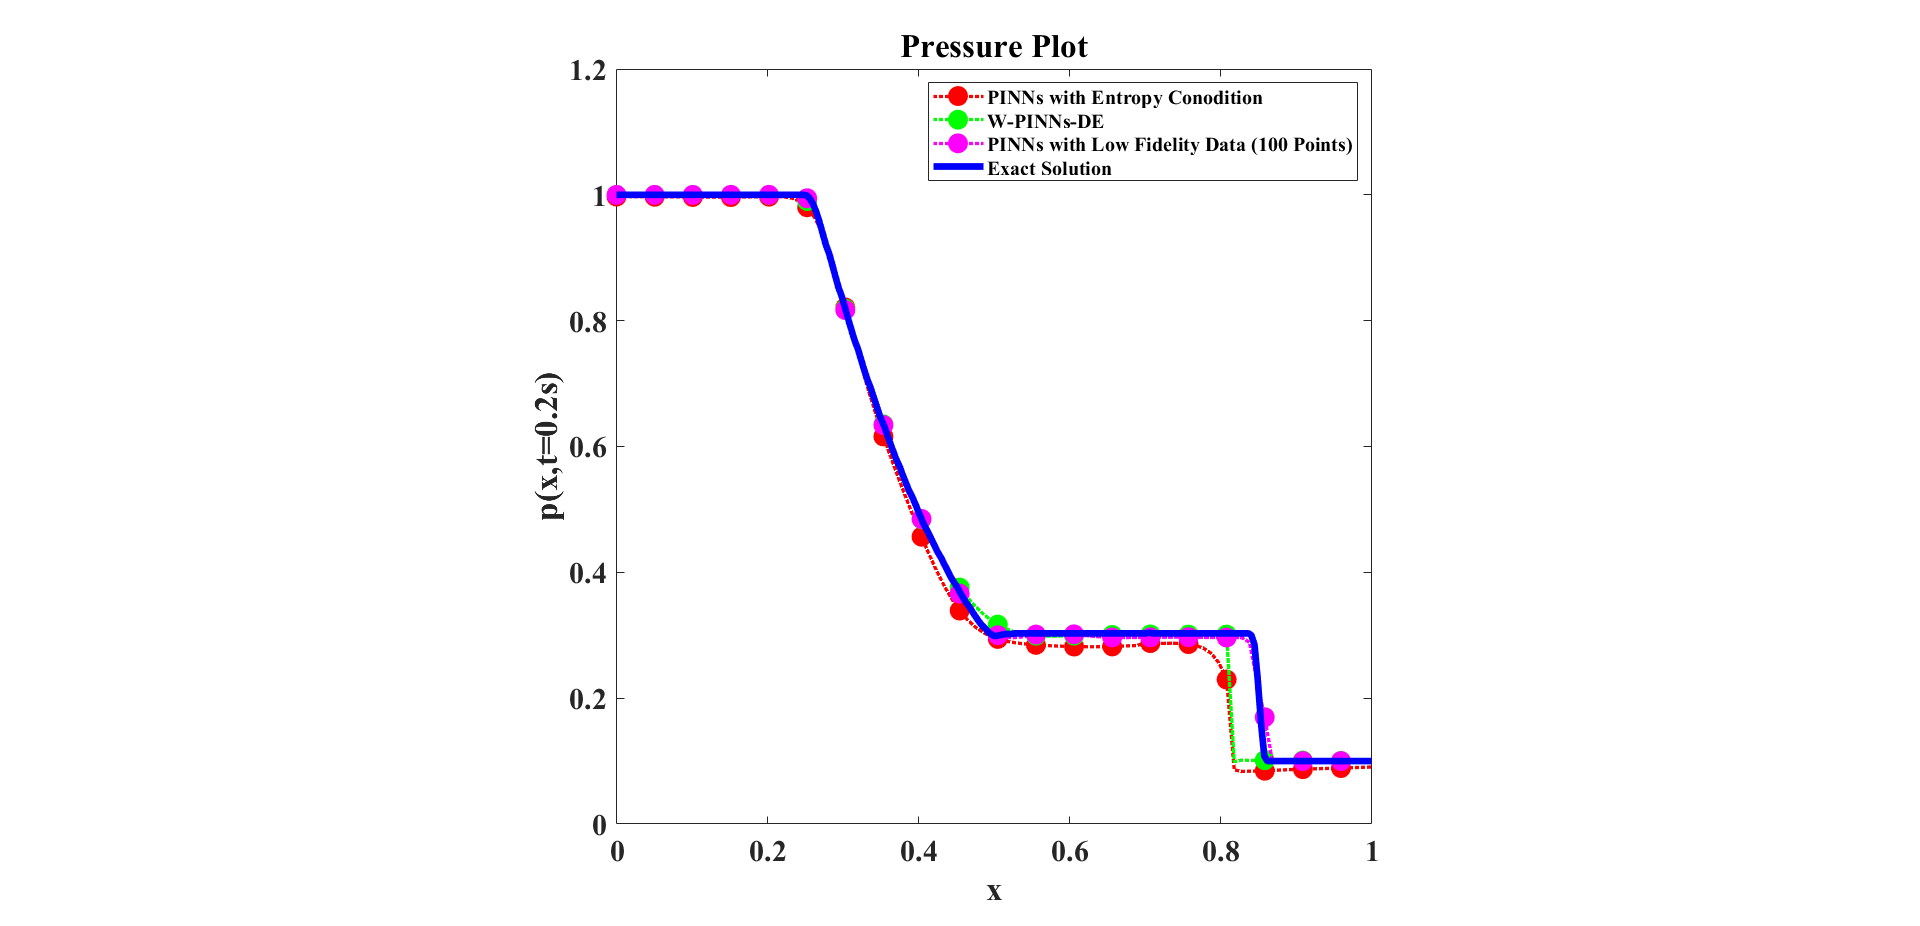 Pressure Plot
1.2
PINNs with Entropy Conodition
W-PINNs-DE
PINNs with Low Fidelity Data (100 Points)
Exact Solution
1
0.8
0.6
0.4
0.2
0
p(x,t=0.2s)
0
0.2
0.4
0.6
0.8
1
x